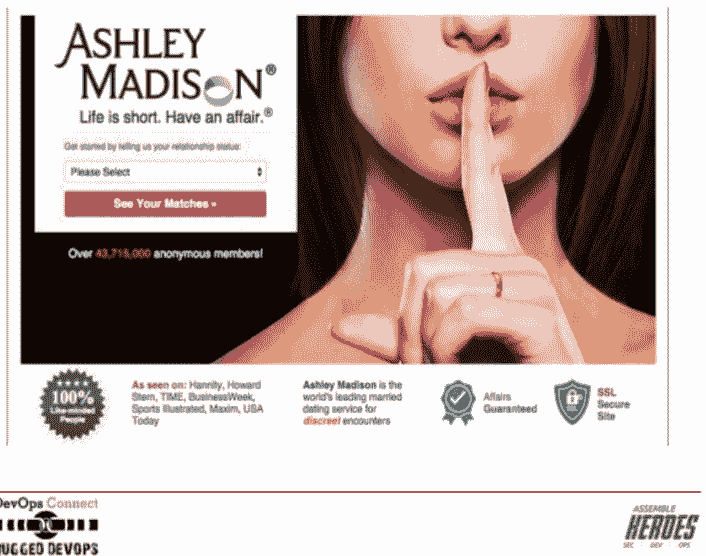 ASHLEY
MADISON®
Life is short. Have an affair.®
Get started by telling us your relationship status:
Please Select
See Your Matches »
Over 43,715,000 anonymous members!
100%
As seen on: Hannity, Howard
Stern, TIME, BusinessWeek,
Sports Illustrated, Maxim, USA
Today
Ashley Madison is the
world's leading married
dating service for
discreet encounters
Affairs
Guaranteed
SSL
Secure
Site
DevOps Connect
RUGGED DEVOPS
ASSEMBLE
HEROES
SEC DEV OPS